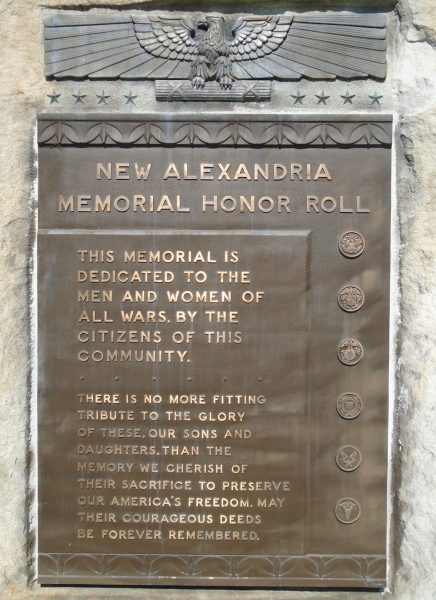 NEW ALEXANDRIA
MEMORIAL HONOR ROLL
THIS MEMORIAL IS
DEDICATED TO THE
MEN AND WOMEN OF
ALL WARS, BY THE
CITIZENS OF THIS
COMMUNITY.
THERE IS NO MORE FITTING
TRIBUTE TO THE GLORY
OF THESE, OUR SONS AND
DAUGHTERS, THAN THE
MEMORY WE CHERISH OF
THEIR SACRIFICE TO PRESERVE
OUR AMERICA'S FREEDOM. MAY
THEIR COURAGEOUS DEEDS
BE FOREVER REMEMBERED.